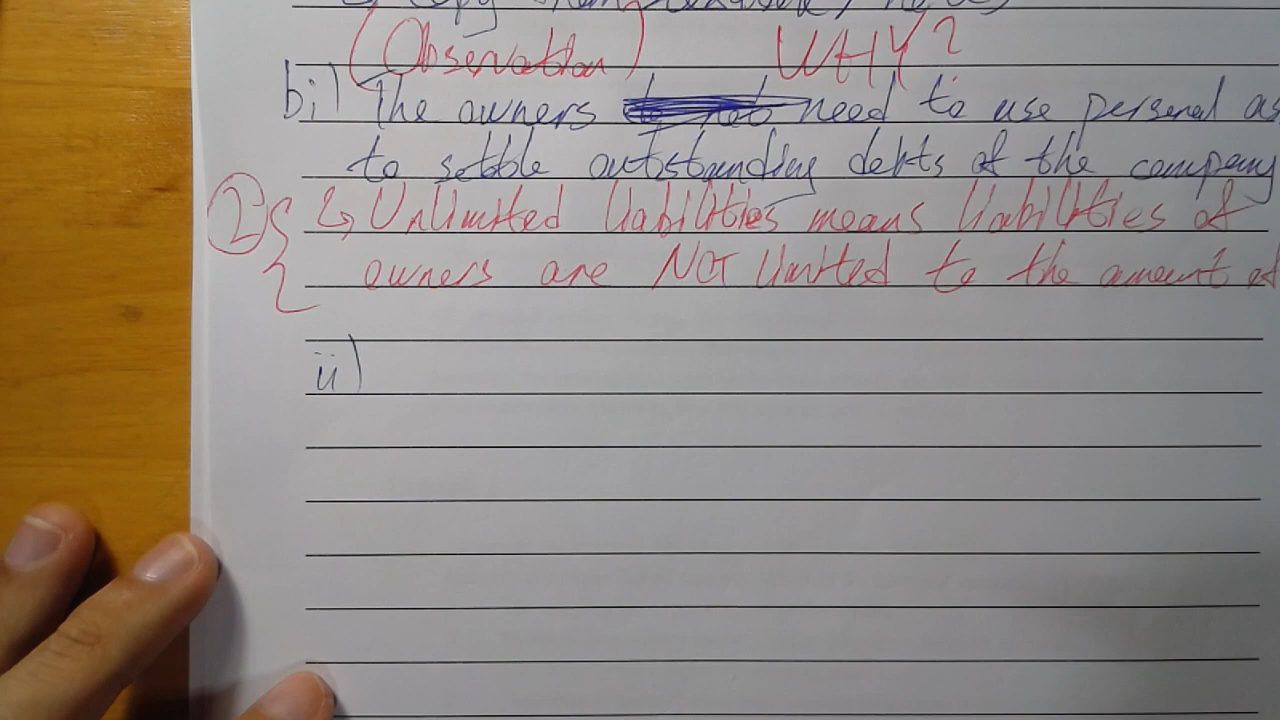 (Observation) WHY?
bi) The owners need to use personal as
to settle outstanding debts of the company
② ↳ Unlimited liabilities means liabilities of
owners are NOT limited to the amount of
ii)